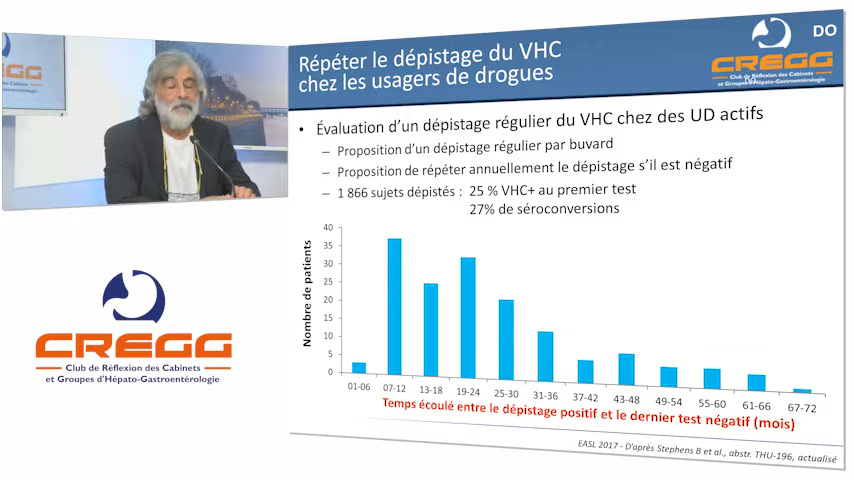 CREGG
Répéter le dépistage du VHC
chez les usagers de drogues
DO
CREGG
Club de Réflexion des Cabinets
et Groupes d'Hépato-Gastroentérologie
DO
• Évaluation d'un dépistage régulier du VHC chez des UD actifs
– Proposition d'un dépistage régulier par buvard
– Proposition de répéter annuellement le dépistage s'il est négatif
– 1 866 sujets dépistés : 25 % VHC+ au premier test
27% de séroconversions
Nombre de patients
40
35
30
25
20
15
10
5
0
01-06 07-12 13-18 19-24 25-30 31-36 37-42 43-48 49-54 55-60 61-66 67-72
Temps écoulé entre le dépistage positif et le dernier test négatif (mois)
EASL 2017 - D'après Stephens B et al., abstr. THU-196, actualisé
CREGG
Club de Réflexion des Cabinets
et Groupes d'Hépato-Gastroentérologie